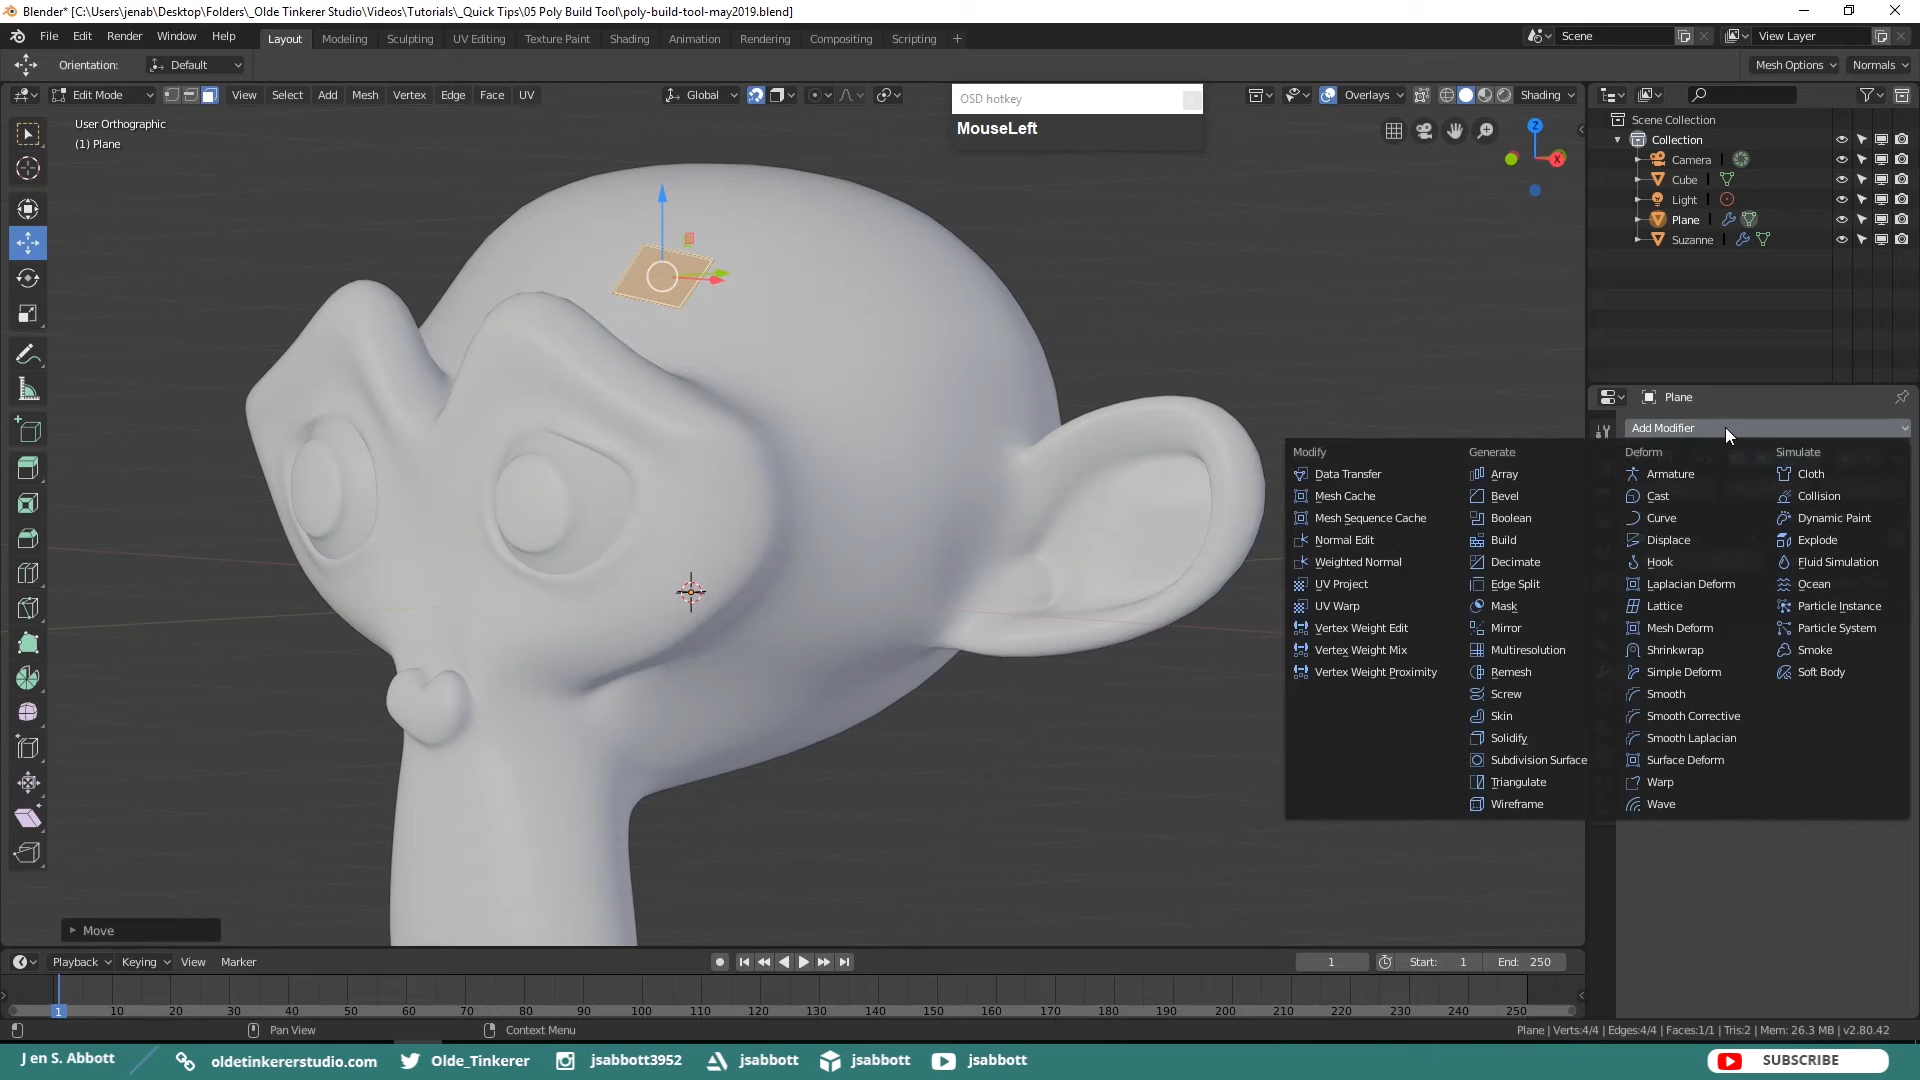 Blender* [C:\Users\jenab\Desktop\Folders\_Olde Tinkerer Studio\Videos\Tutorials\_Quick Tips\05 Poly Build Tool\poly-build-tool-may2019.blend]
File Edit Render Window Help Layout Modeling Sculpting UV Editing Texture Paint Shading Animation Rendering Compositing Scripting + Scene View Layer
Orientation: Default Mesh Options Normals
Edit Mode View Select Add Mesh Vertex Edge Face UV Global OSD hotkey Overlays Shading
MouseLeft
User Orthographic
(1) Plane
Z
X
Scene Collection
Collection
Camera
Cube
Light
Plane
Suzanne
Plane
Add Modifier
Modify Generate Deform Simulate
Data Transfer Array Armature Cloth
Mesh Cache Bevel Cast Collision
Mesh Sequence Cache Boolean Curve Dynamic Paint
Normal Edit Build Displace Explode
Weighted Normal Decimate Hook Fluid Simulation
UV Project Edge Split Laplacian Deform Ocean
UV Warp Mask Lattice Particle Instance
Vertex Weight Edit Mirror Mesh Deform Particle System
Vertex Weight Mix Multiresolution Shrinkwrap Smoke
Vertex Weight Proximity Remesh Simple Deform Soft Body
Screw Smooth
Skin Smooth Corrective
Solidify Smooth Laplacian
Subdivision Surface Surface Deform
Triangulate Warp
Wireframe Wave
Move
Playback Keying View Marker 1 Start: 1 End: 250
1 10 20 30 40 50 60 70 80 90 100 110 120 130 140 150 160 170 180 190 200 210 220 230 240 250
Pan View Context Menu Plane | Verts:4/4 | Edges:4/4 | Faces:1/1 | Tris:2 | Mem: 26.3 MB | v2.80.42
J en S. Abbott oldetinkererstudio.com Olde_Tinkerer jsabbott3952 jsabbott jsabbott jsabbott SUBSCRIBE